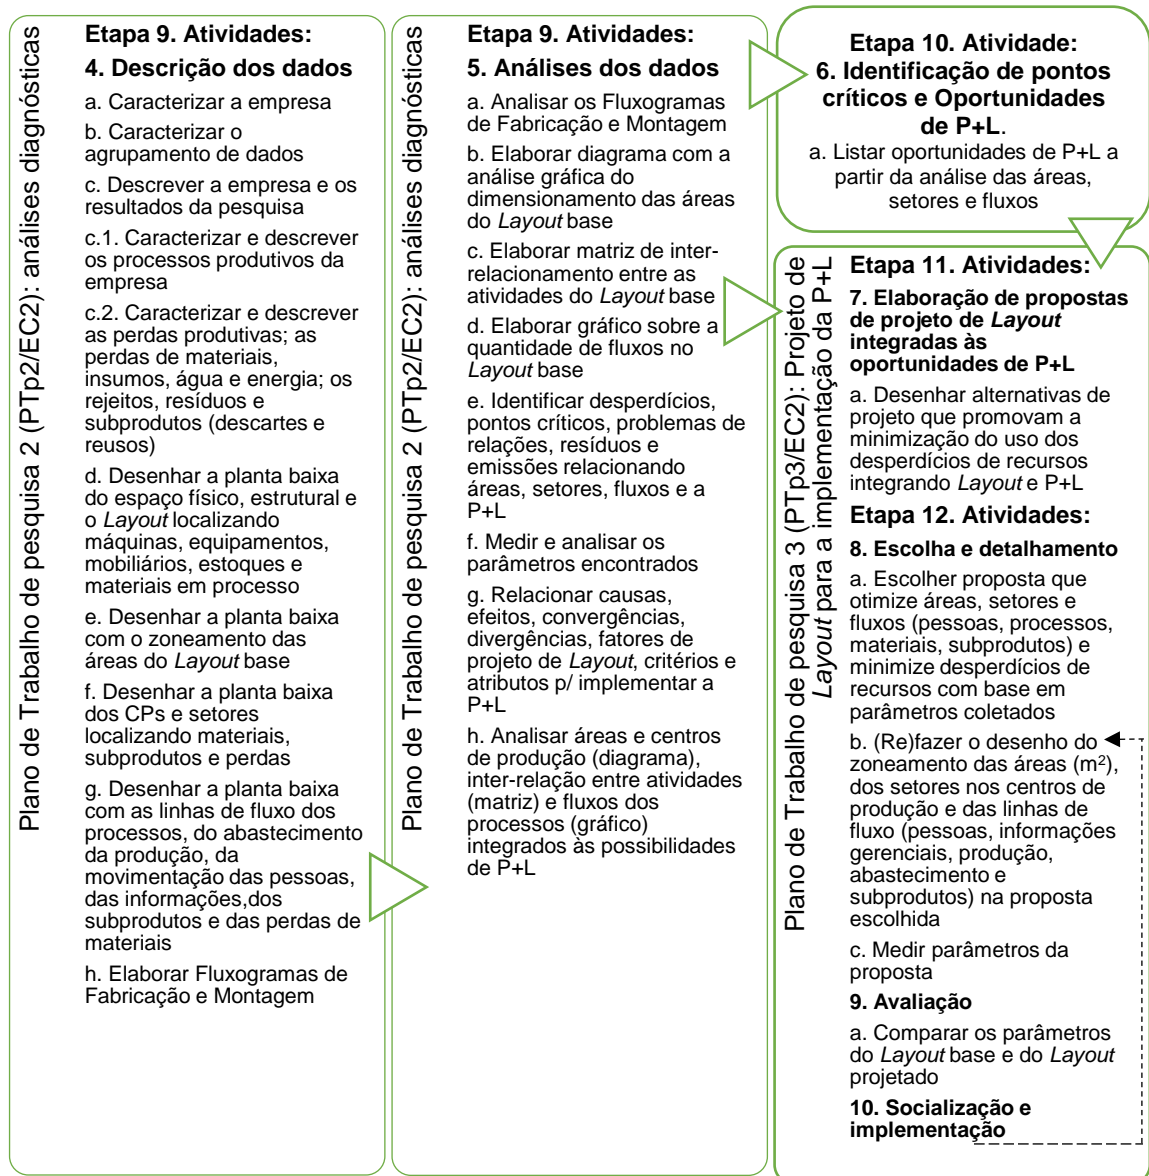 Plano de Trabalho de pesquisa 2 (PTp2/EC2): análises diagnósticas
Etapa 9. Atividades:
4. Descrição dos dados
a. Caracterizar a empresa
b. Caracterizar o
agrupamento de dados
c. Descrever a empresa e os
resultados da pesquisa
c.1. Caracterizar e descrever
os processos produtivos da
empresa
c.2. Caracterizar e descrever
as perdas produtivas; as
perdas de materiais,
insumos, água e energia; os
rejeitos, resíduos e
subprodutos (descartes e
reusos)
d. Desenhar a planta baixa
do espaço físico, estrutural e
o Layout localizando
máquinas, equipamentos,
mobiliários, estoques e
materiais em processo
e. Desenhar a planta baixa
com o zoneamento das
áreas do Layout base
f. Desenhar a planta baixa
dos CPs e setores
localizando materiais,
subprodutos e perdas
g. Desenhar a planta baixa
com as linhas de fluxo dos
processos, do abastecimento
da produção, da
movimentação das pessoas,
das informações,dos
subprodutos e das perdas de
materiais
h. Elaborar Fluxogramas de
Fabricação e Montagem
Plano de Trabalho de pesquisa 2 (PTp2/EC2): análises diagnósticas
Etapa 9. Atividades:
5. Análises dos dados
a. Analisar os Fluxogramas
de Fabricação e Montagem
b. Elaborar diagrama com a
análise gráfica do
dimensionamento das áreas
do Layout base
c. Elaborar matriz de inter-
relacionamento entre as
atividades do Layout base
d. Elaborar gráfico sobre a
quantidade de fluxos no
Layout base
e. Identificar desperdícios,
pontos críticos, problemas de
relações, resíduos e
emissões relacionando
áreas, setores, fluxos e a
P+L
f. Medir e analisar os
parâmetros encontrados
g. Relacionar causas,
efeitos, convergências,
divergências, fatores de
projeto de Layout, critérios e
atributos p/ implementar a
P+L
h. Analisar áreas e centros
de produção (diagrama),
inter-relação entre atividades
(matriz) e fluxos dos
processos (gráfico)
integrados às possibilidades
de P+L
Etapa 10. Atividade:
6. Identificação de pontos
críticos e Oportunidades
de P+L.
a. Listar oportunidades de P+L a
partir da análise das áreas,
setores e fluxos
Plano de Trabalho de pesquisa 3 (PTp3/EC2): Projeto de
Layout para a implementação da P+L
Etapa 11. Atividades:
7. Elaboração de propostas
de projeto de Layout
integradas às
oportunidades de P+L
a. Desenhar alternativas de
projeto que promovam a
minimização do uso dos
desperdícios de recursos
integrando Layout e P+L
Etapa 12. Atividades:
8. Escolha e detalhamento
a. Escolher proposta que
otimize áreas, setores e
fluxos (pessoas, processos,
materiais, subprodutos) e
minimize desperdícios de
recursos com base em
parâmetros coletados
b. (Re)fazer o desenho do
zoneamento das áreas (m²),
dos setores nos centros de
produção e das linhas de
fluxo (pessoas, informações
gerenciais, produção,
abastecimento e
subprodutos) na proposta
escolhida
c. Medir parâmetros da
proposta
9. Avaliação
a. Comparar os parâmetros
do Layout base e do Layout
projetado
10. Socialização e
implementação